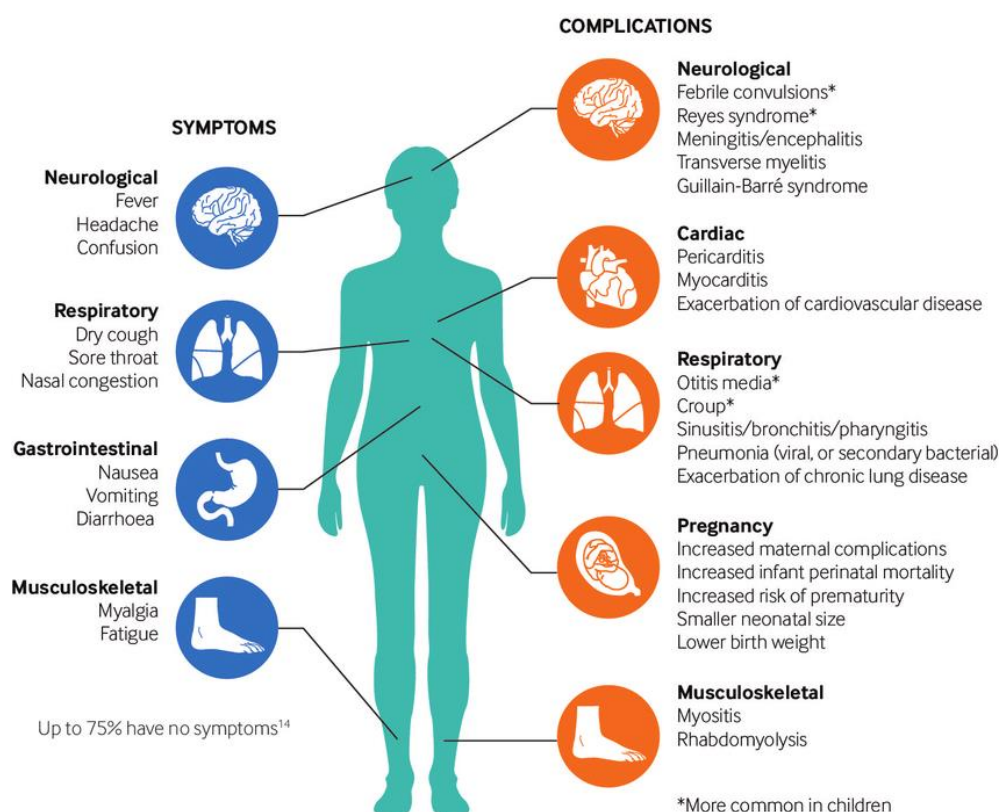 SYMPTOMS
Neurological
Fever
Headache
Confusion
Respiratory
Dry cough
Sore throat
Nasal congestion
Gastrointestinal
Nausea
Vomiting
Diarrhoea
Musculoskeletal
Myalgia
Fatigue
Up to 75% have no symptoms¹⁴
COMPLICATIONS
Neurological
Febrile convulsions*
Reyes syndrome*
Meningitis/encephalitis
Transverse myelitis
Guillain-Barré syndrome
Cardiac
Pericarditis
Myocarditis
Exacerbation of cardiovascular disease
Respiratory
Otitis media*
Croup*
Sinusitis/bronchitis/pharyngitis
Pneumonia (viral, or secondary bacterial)
Exacerbation of chronic lung disease
Pregnancy
Increased maternal complications
Increased infant perinatal mortality
Increased risk of prematurity
Smaller neonatal size
Lower birth weight
Musculoskeletal
Myositis
Rhabdomyolysis
*More common in children